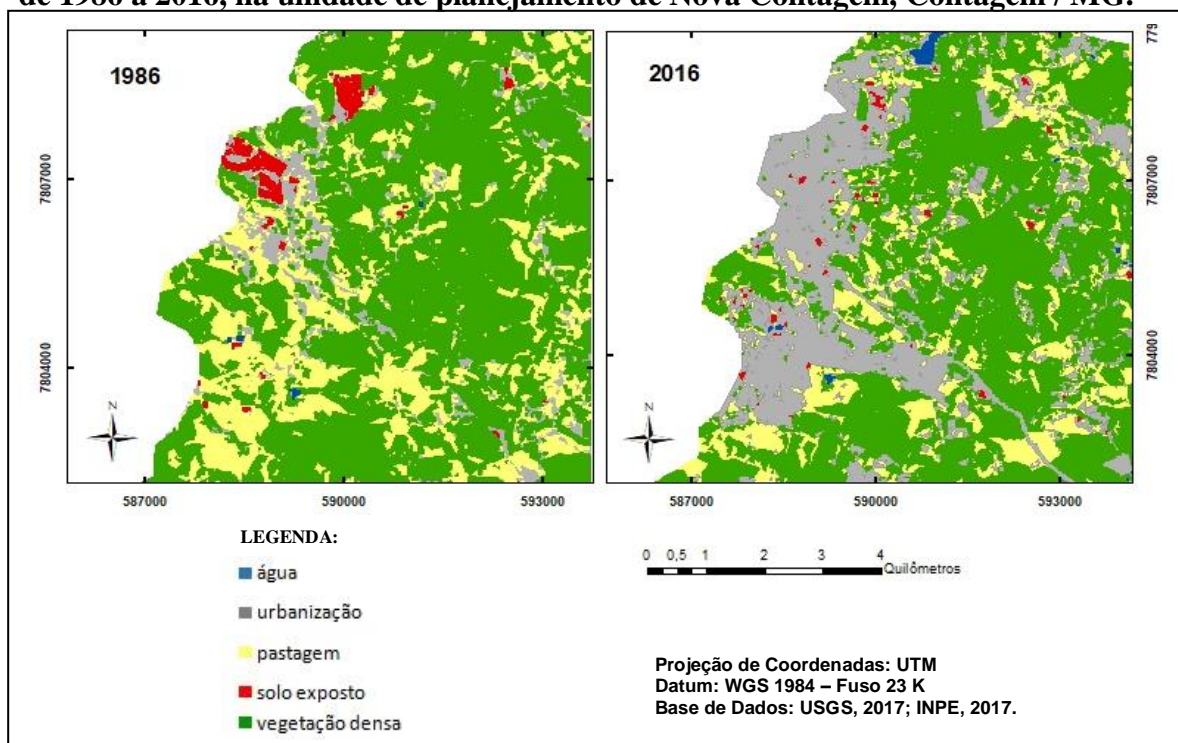 de 1986 a 2016, na unidade de planejamento de Nova Contagem, Contagem / MG.
1986
2016
779
7807000
7807000
7804000
7804000
N
N
587000
590000
593000
587000
590000
593000
LEGENDA:
água
urbanização
pastagem
solo exposto
vegetação densa
0 0,5 1 2 3 4
Quilômetros
Projeção de Coordenadas: UTM
Datum: WGS 1984 – Fuso 23 K
Base de Dados: USGS, 2017; INPE, 2017.